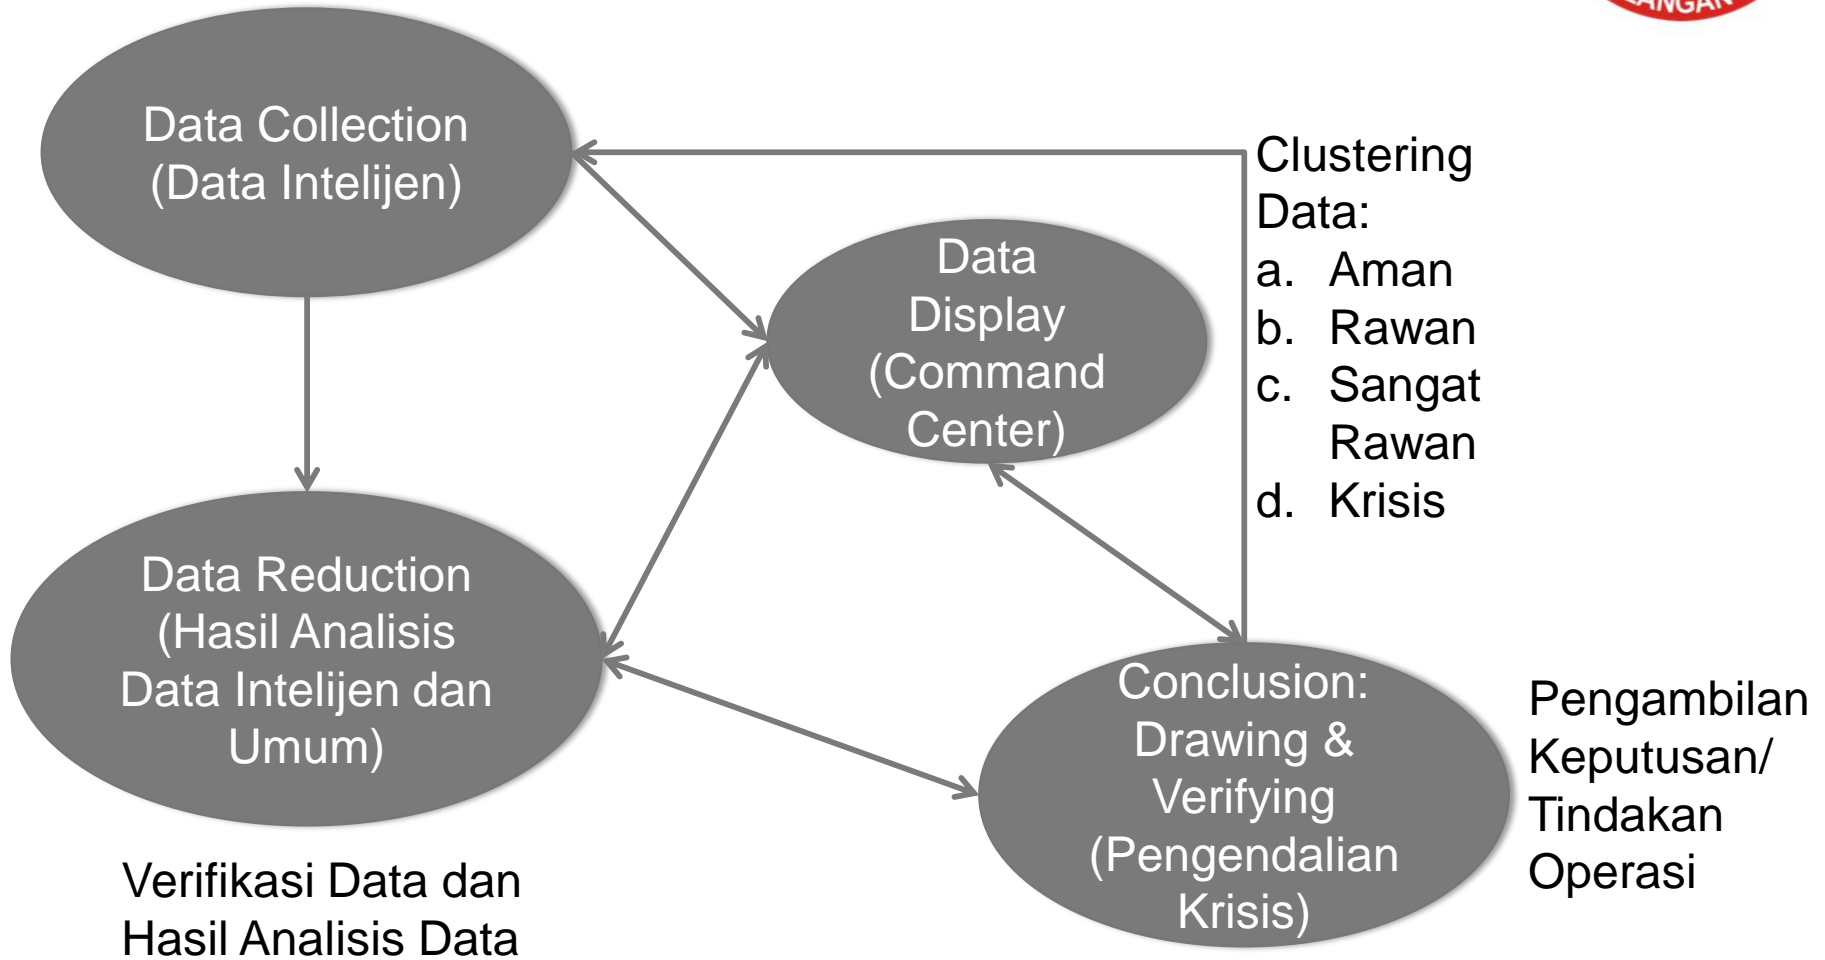 Data Collection
(Data Intelijen)
Clustering
Data:
a. Aman
b. Rawan
c. Sangat
Rawan
d. Krisis
Data
Display
(Command
Center)
Data Reduction
(Hasil Analisis
Data Intelijen dan
Umum)
Conclusion:
Drawing &
Verifying
(Pengendalian
Krisis)
Pengambilan
Keputusan/
Tindakan
Operasi
Verifikasi Data dan
Hasil Analisis Data